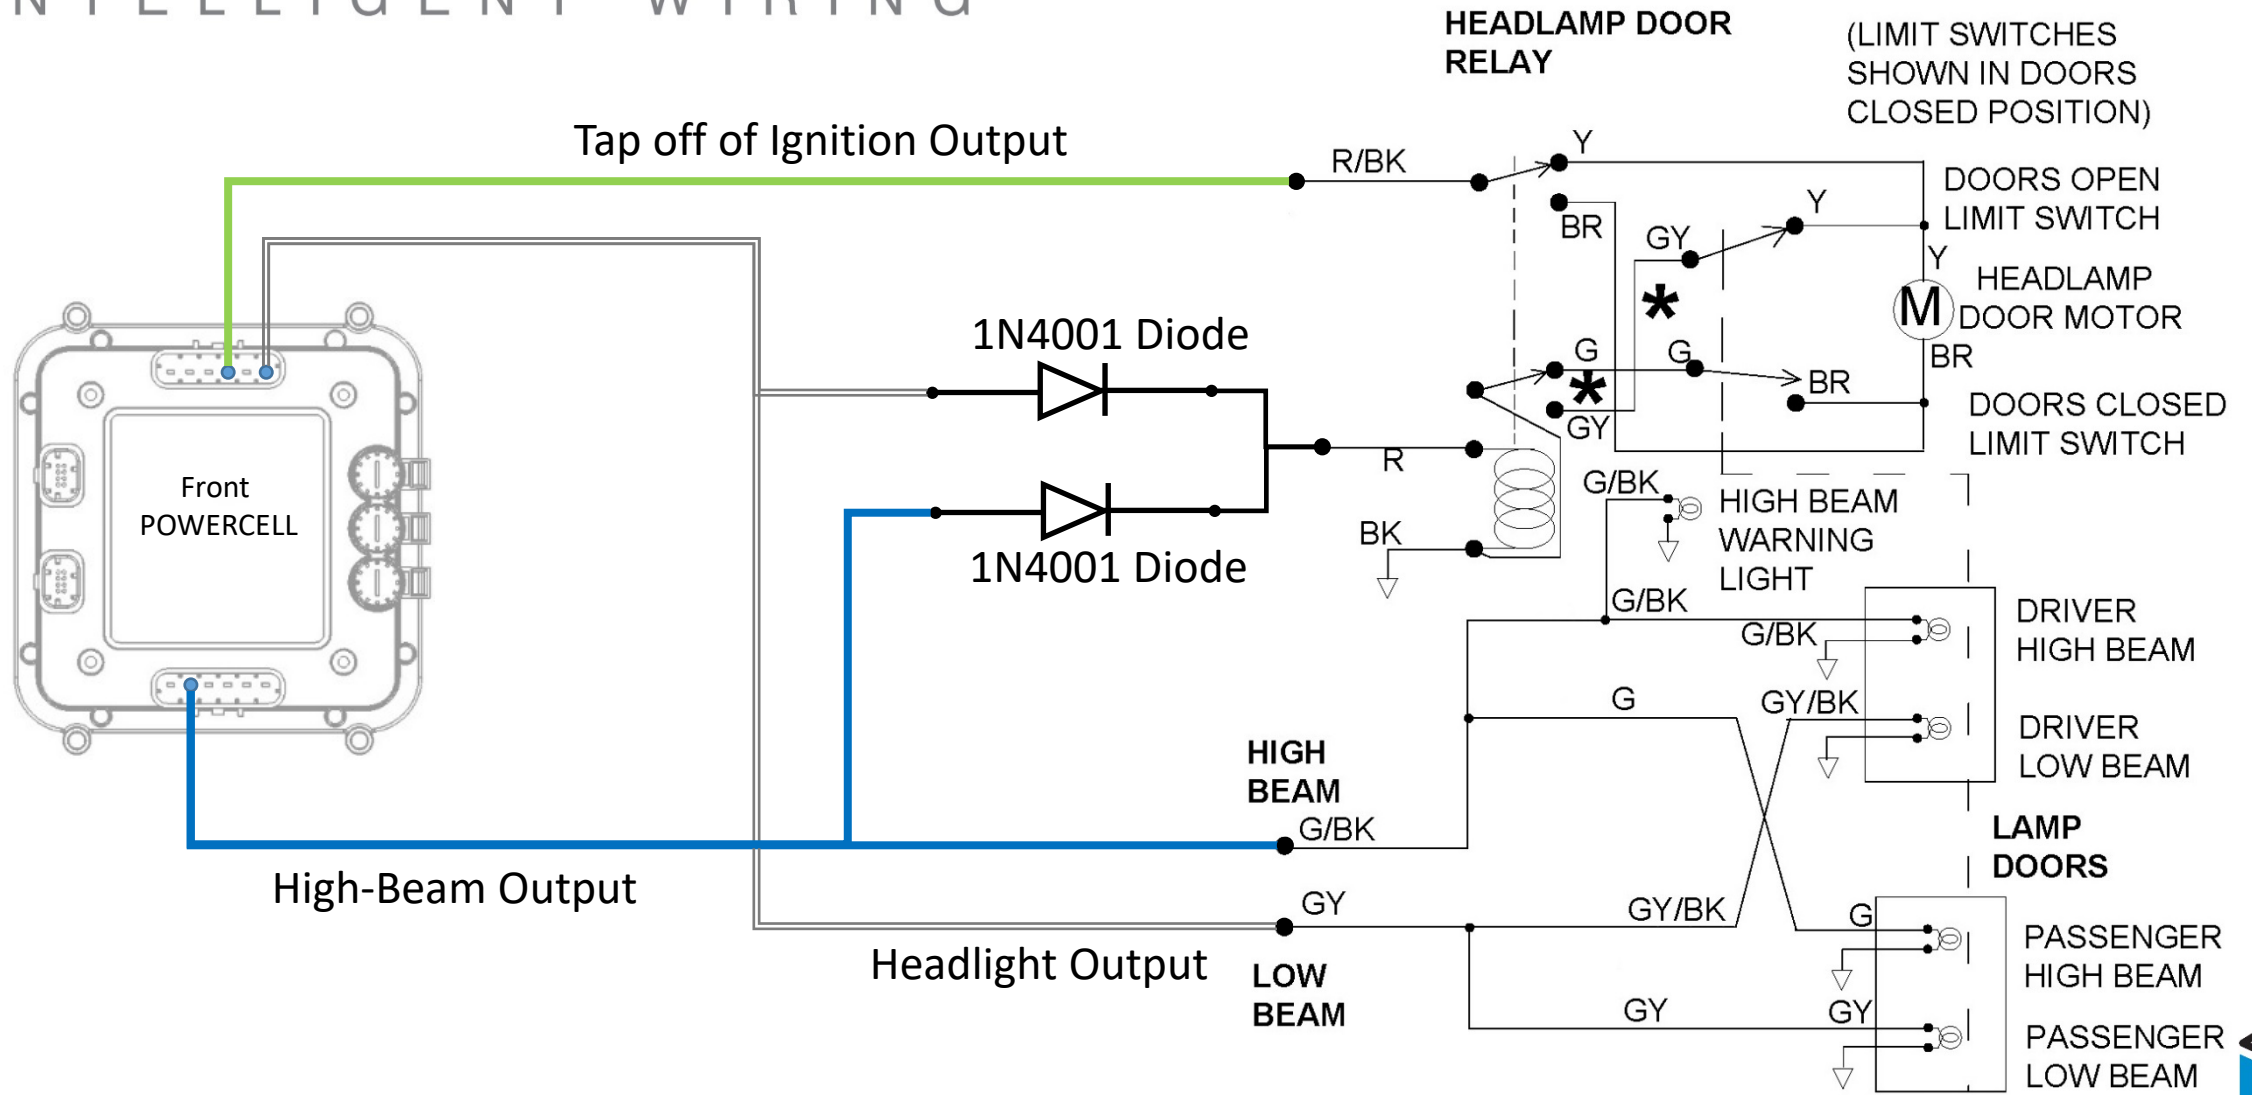 INTELLIGENT WIRING
HEADLAMP DOOR
RELAY
(LIMIT SWITCHES
SHOWN IN DOORS
CLOSED POSITION)
Tap off of Ignition Output
R/BK
Y
BR
DOORS OPEN
LIMIT SWITCH
Y
GY
Y
HEADLAMP
DOOR MOTOR
M
BR
*
1N4001 Diode
G
G
BR
*
GY
DOORS CLOSED
LIMIT SWITCH
R
Front
POWERCELL
G/BK
HIGH BEAM
WARNING
LIGHT
BK
1N4001 Diode
G/BK
G/BK
DRIVER
HIGH BEAM
G
GY/BK
DRIVER
LOW BEAM
HIGH
BEAM
G/BK
LAMP
DOORS
High-Beam Output
GY
GY/BK
G
PASSENGER
HIGH BEAM
Headlight Output
LOW
BEAM
GY
GY
PASSENGER
LOW BEAM